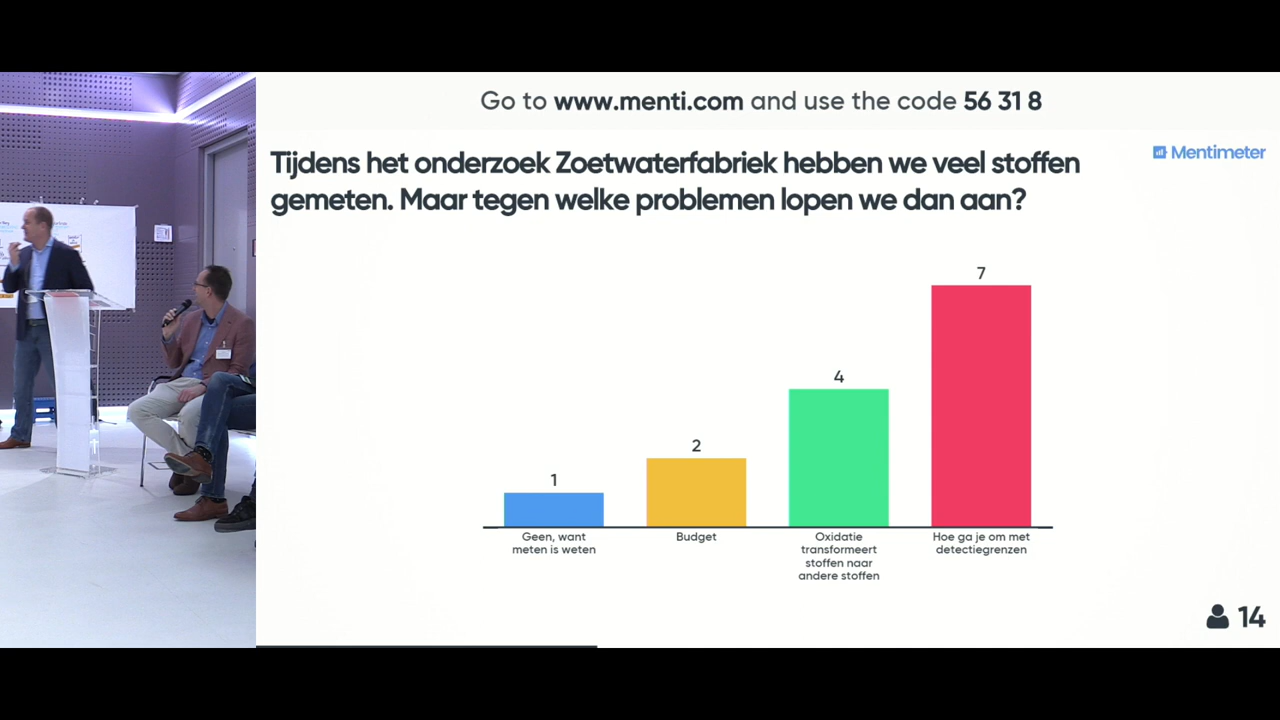 Go to www.menti.com and use the code 56 31 8
Mentimeter
Tijdens het onderzoek Zoetwaterfabriek hebben we veel stoffen
gemeten. Maar tegen welke problemen lopen we dan aan?
1
2
4
7
Geen, want
meten is weten
Budget
Oxidatie
transformeert
stoffen naar
andere stoffen
Hoe ga je om met
detectiegrenzen
14